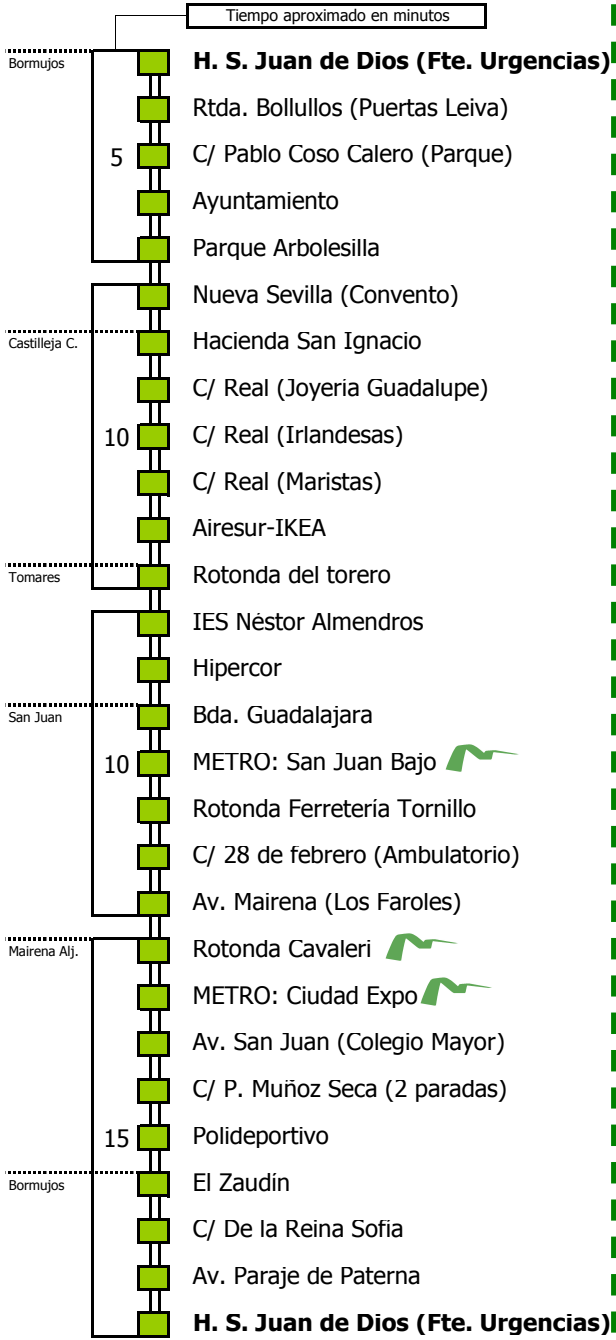 Tiempo aproximado en minutos
Bormujos
H. S. Juan de Dios (Fte. Urgencias)
Rtda. Bollullos (Puertas Leiva)
5
C/ Pablo Coso Calero (Parque)
Ayuntamiento
Parque Arbolesilla
Nueva Sevilla (Convento)
Castilleja C.
Hacienda San Ignacio
C/ Real (Joyeria Guadalupe)
10
C/ Real (Irlandesas)
C/ Real (Maristas)
Airesur-IKEA
Tomares
Rotonda del torero
IES Néstor Almendros
Hipercor
San Juan
Bda. Guadalajara
10
METRO: San Juan Bajo
Rotonda Ferretería Tornillo
C/ 28 de febrero (Ambulatorio)
Av. Mairena (Los Faroles)
Mairena Alj.
Rotonda Cavaleri
METRO: Ciudad Expo
Av. San Juan (Colegio Mayor)
C/ P. Muñoz Seca (2 paradas)
15
Polideportivo
Bormujos
El Zaudín
C/ De la Reina Sofia
Av. Paraje de Paterna
H. S. Juan de Dios (Fte. Urgencias)